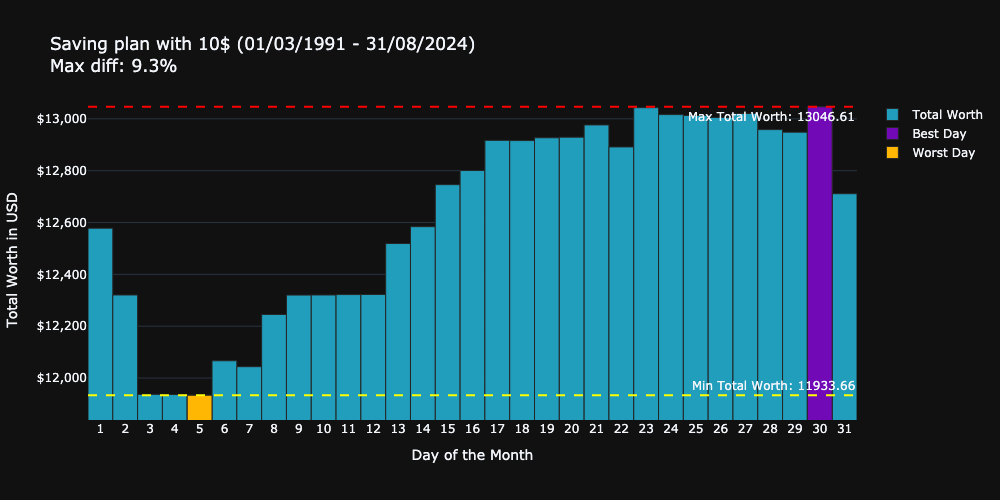 Saving plan with 10$ (01/03/1991 - 31/08/2024)
Max diff: 9.3%
Total Worth in USD
$13,000
$12,800
$12,600
$12,400
$12,200
$12,000
Max Total Worth: 13046.61
Min Total Worth: 11933.66
Total Worth
Best Day
Worst Day
1 2 3 4 5 6 7 8 9 10 11 12 13 14 15 16 17 18 19 20 21 22 23 24 25 26 27 28 29 30 31
Day of the Month